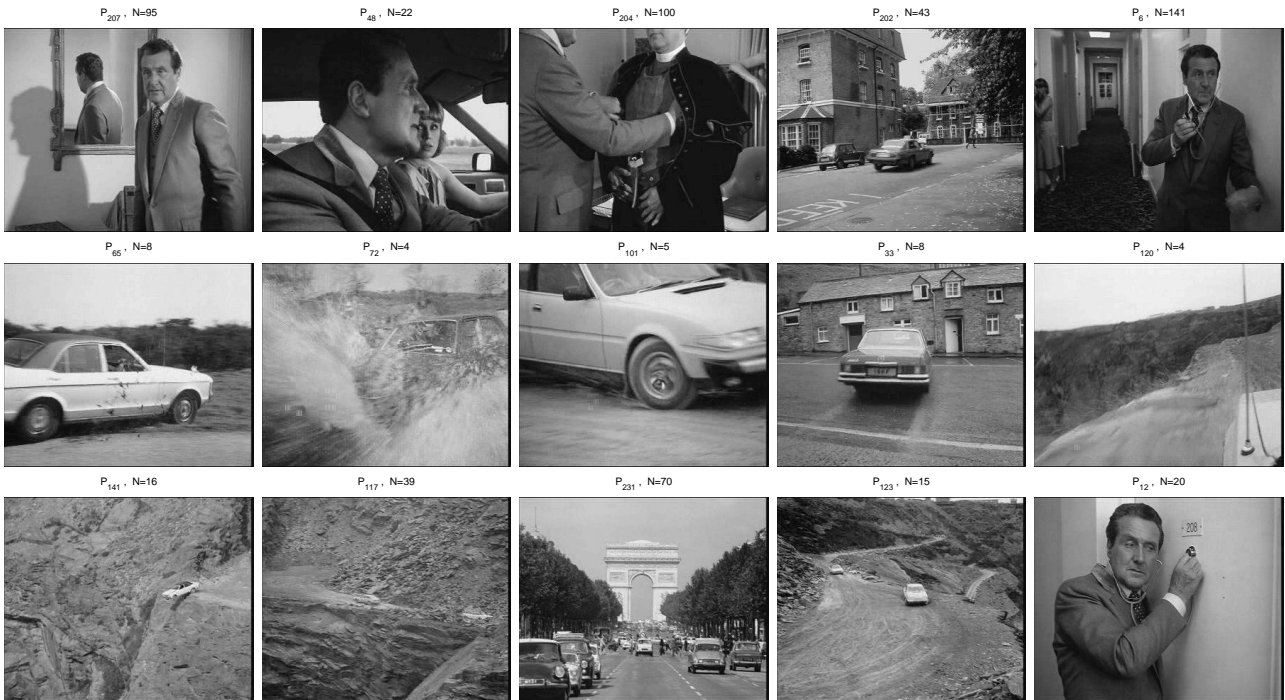 P207 , N=95
P48 , N=22
P204 , N=100
P202 , N=43
P6 , N=141
KEEP
P65 , N=8
P72 , N=4
P101 , N=5
P33 , N=8
P120 , N=4
P141 , N=16
P117 , N=39
P231 , N=70
P123 , N=15
P12 , N=20
208